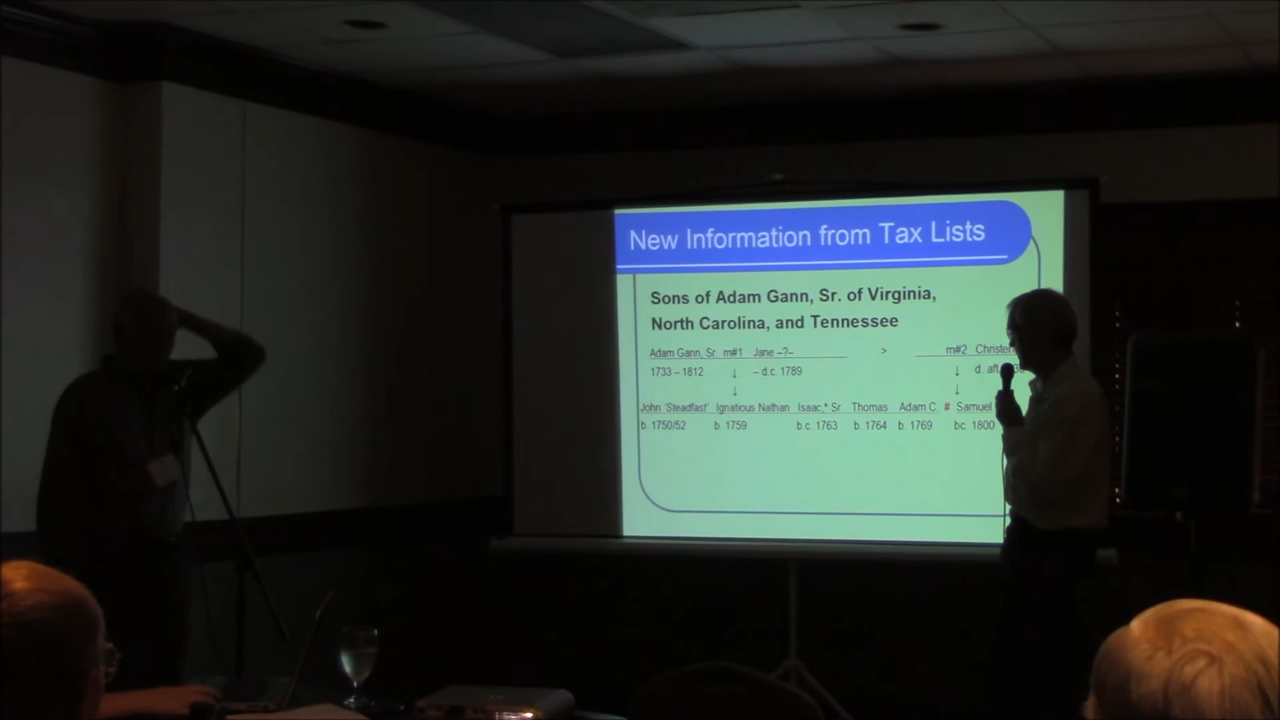 New Information from Tax Lists
Sons of Adam Gann, Sr. of Virginia,
North Carolina, and Tennessee
Adam Gann, Sr. m#1 Jane –?– > m#2
1733 – 1812 ↓ – d.c. 1789 ↓ d. aft.
↓ ↓
John 'Steadfast' Ignatious Nathan Isaac,* Sr. Thomas Adam C. # Samuel
b. 1750/52 b. 1759 b.c. 1763 b. 1764 b. 1769 bc. 1800